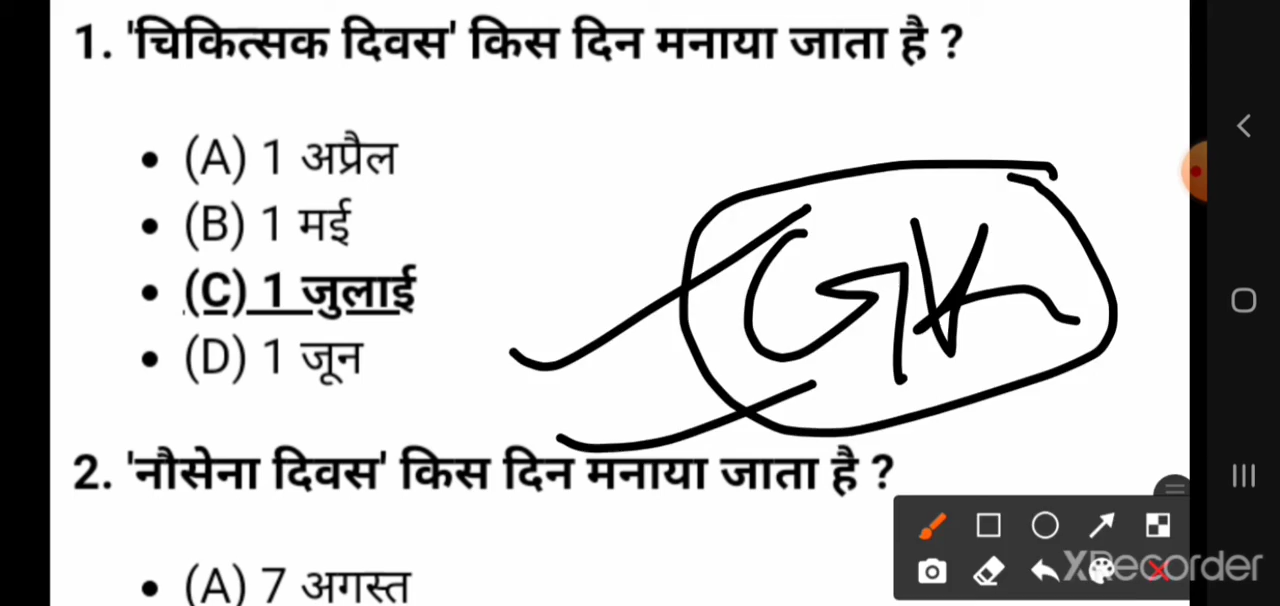 1. 'चिकित्सक दिवस' किस दिन मनाया जाता है ?
• (A) 1 अप्रैल
• (B) 1 मई
• (C) 1 जुलाई
• (D) 1 जून
GK
2. 'नौसेना दिवस' किस दिन मनाया जाता है ?
• (A) 7 अगस्त
XRecorder